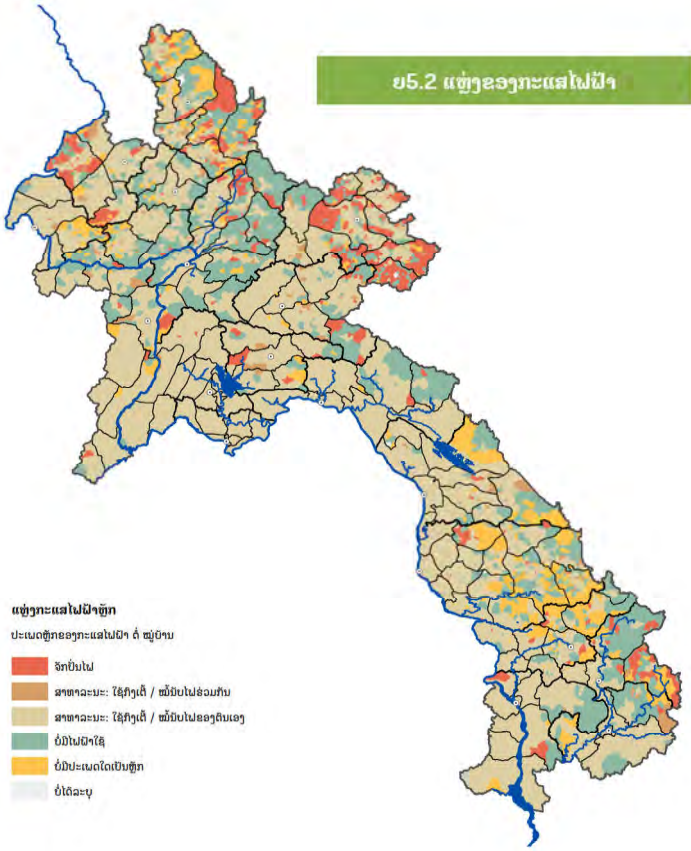 ຍ5.2 ແຫຼ່ງຂອງກະແສໄຟຟ້າ
ແຫຼ່ງກະແສໄຟຟ້າຫຼັກ
ປະເພດຫຼັກຂອງກະແສໄຟຟ້າ ຕໍ່ ໝູ່ບ້ານ
ຈັກປັ່ນໄຟ
ສາທາລະນະ: ໃຊ້ກົງເຕີ້ / ໝໍ້ນັບໄຟຮ່ວມກັນ
ສາທາລະນະ: ໃຊ້ກົງເຕີ້ / ໝໍ້ນັບໄຟຂອງຕົນເອງ
ບໍ່ມີໄຟຟ້າໃຊ້
ບໍ່ມີປະເພດໃດເປັນຫຼັກ
ບໍ່ໄດ້ລະບຸ